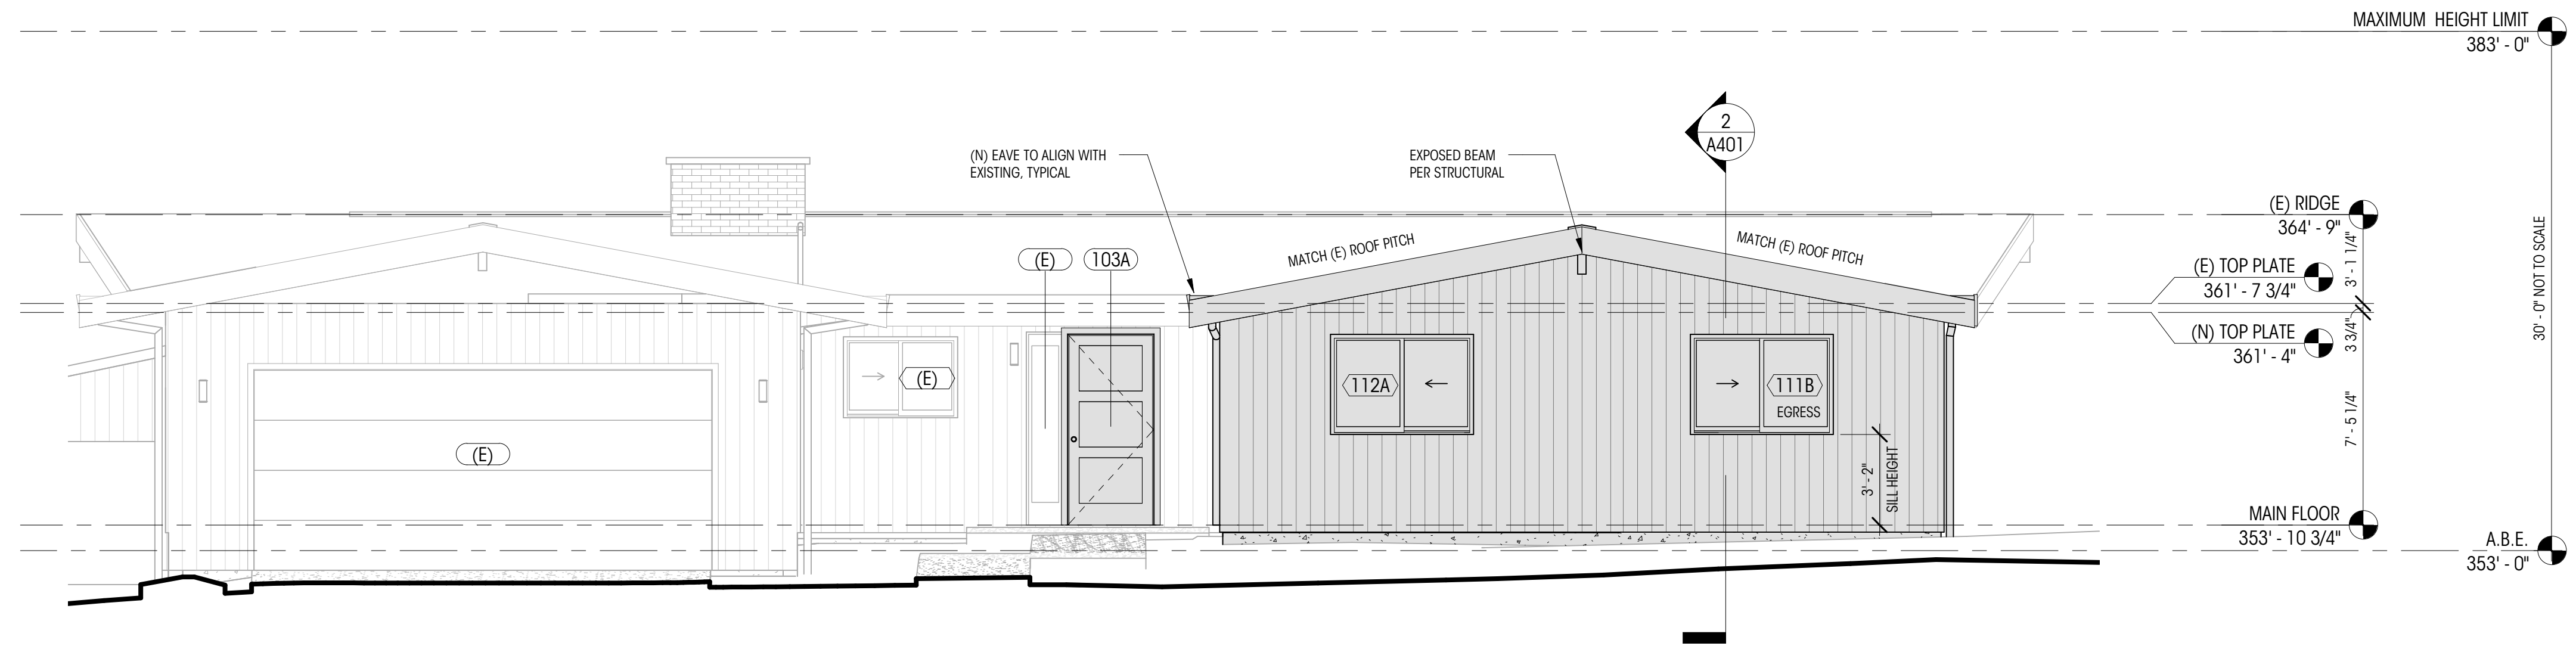 MAXIMUM HEIGHT LIMIT
383' - 0"
2
A401
(N) EAVE TO ALIGN WITH
EXISTING, TYPICAL
EXPOSED BEAM
PER STRUCTURAL
(E) RIDGE
364' - 9"
MATCH (E) ROOF PITCH
MATCH (E) ROOF PITCH
(E)
103A
(E) TOP PLATE
361' - 7 3/4"
3' - 1 1/4"
30' - 0" NOT TO SCALE
(N) TOP PLATE
361' - 4"
3 3/4"
(E)
112A
111B
EGRESS
7' - 5 1/4"
(E)
3' - 2"
SILL HEIGHT
MAIN FLOOR
353' - 10 3/4"
A.B.E.
353' - 0"